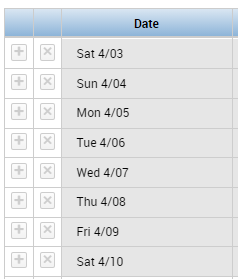 Date
Sat 4/03
Sun 4/04
Mon 4/05
Tue 4/06
Wed 4/07
Thu 4/08
Fri 4/09
Sat 4/10